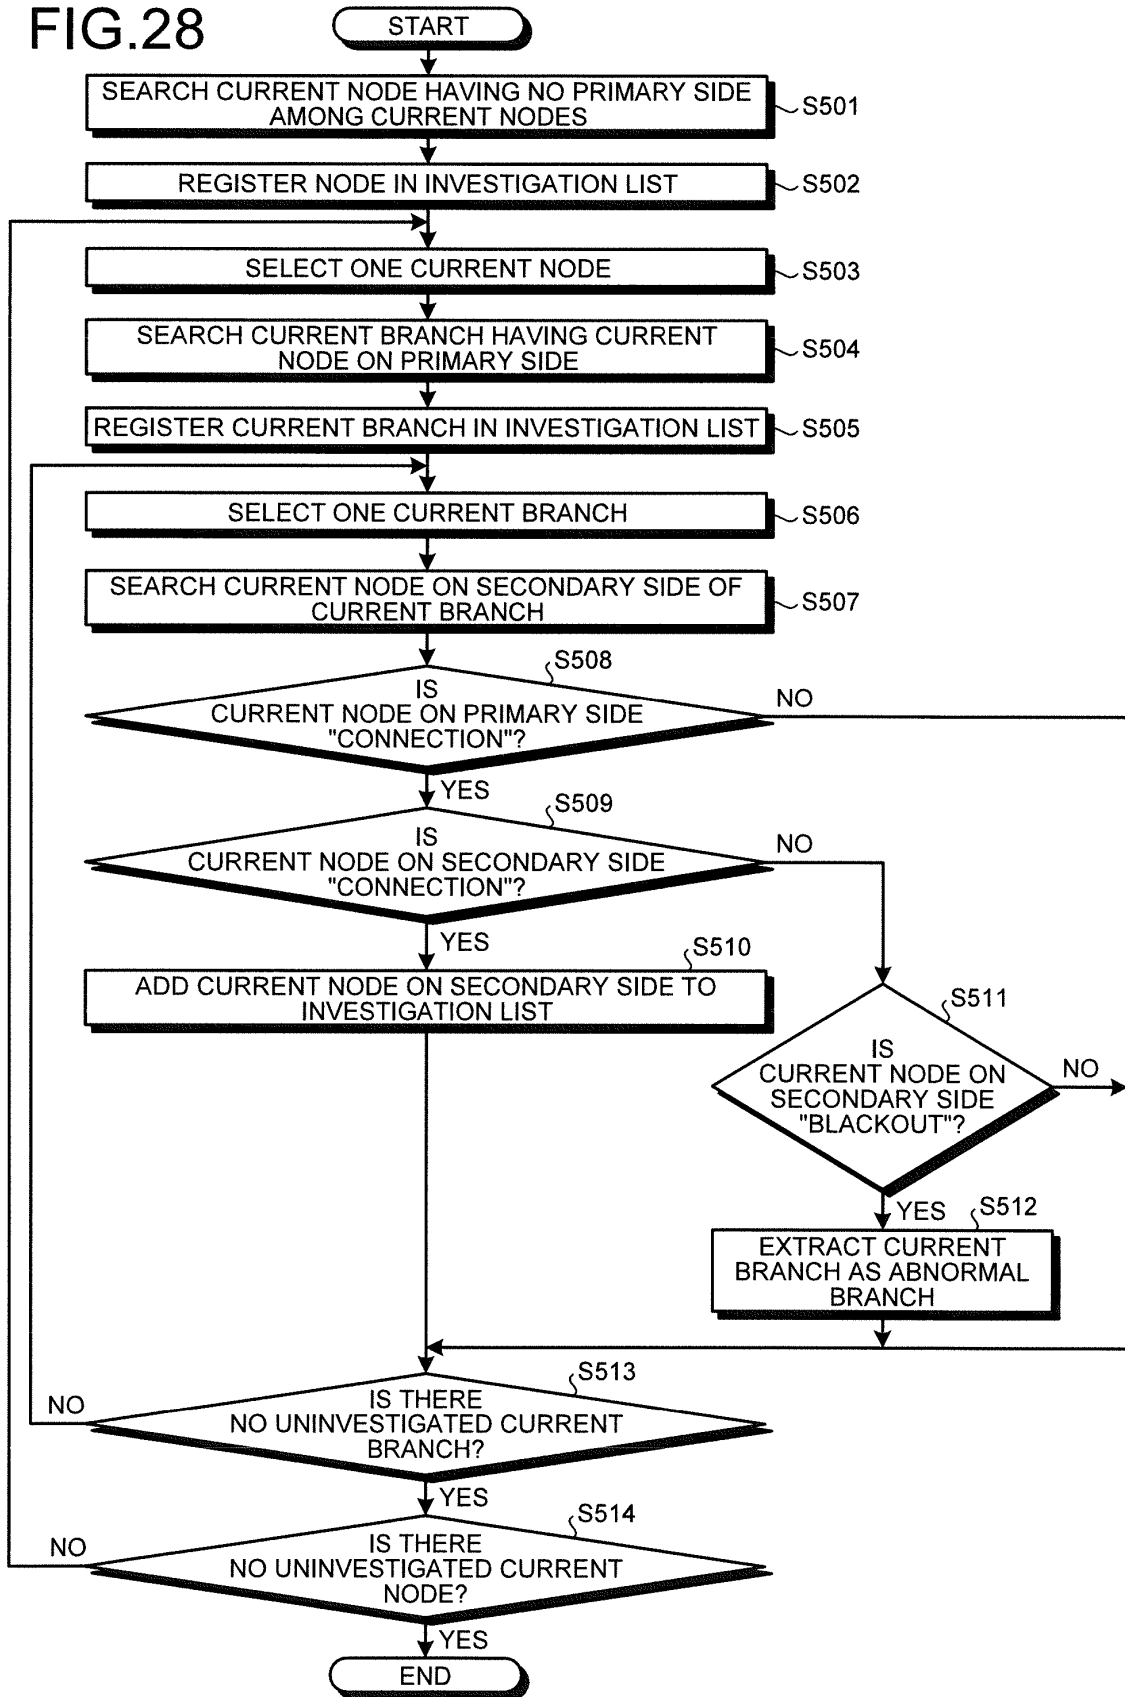 FIG.28
START
SEARCH CURRENT NODE HAVING NO PRIMARY SIDE
AMONG CURRENT NODES
S501
REGISTER NODE IN INVESTIGATION LIST
S502
SELECT ONE CURRENT NODE
S503
SEARCH CURRENT BRANCH HAVING CURRENT
NODE ON PRIMARY SIDE
S504
REGISTER CURRENT BRANCH IN INVESTIGATION LIST
S505
SELECT ONE CURRENT BRANCH
S506
SEARCH CURRENT NODE ON SECONDARY SIDE OF
CURRENT BRANCH
S507
S508
IS
CURRENT NODE ON PRIMARY SIDE
"CONNECTION"?
NO
YES
S509
IS
CURRENT NODE ON SECONDARY SIDE
"CONNECTION"?
NO
YES
S510
ADD CURRENT NODE ON SECONDARY SIDE TO
INVESTIGATION LIST
S511
IS
CURRENT NODE ON
SECONDARY SIDE
"BLACKOUT"?
NO
YES
S512
EXTRACT CURRENT
BRANCH AS ABNORMAL
BRANCH
S513
IS THERE
NO UNINVESTIGATED CURRENT
BRANCH?
NO
YES
S514
IS THERE
NO UNINVESTIGATED CURRENT
NODE?
NO
YES
END